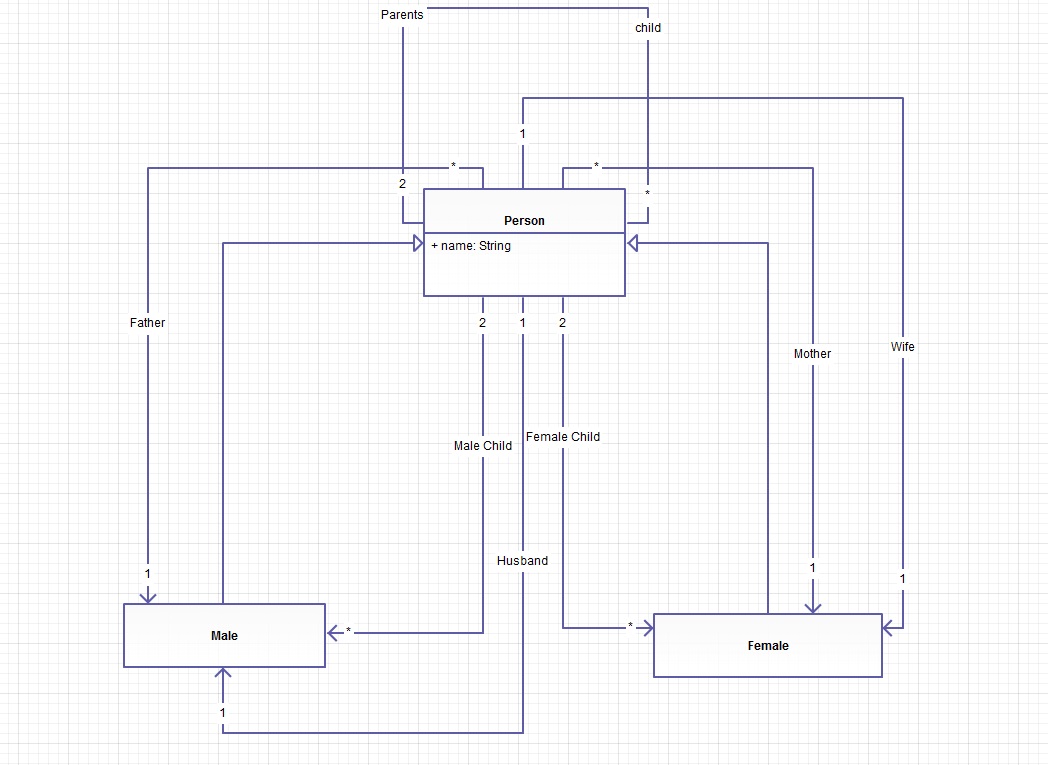 Parents
child
1
*
*
2
*
Person
+ name: String
Father
2
1
2
Wife
Mother
Female Child
Male Child
Husband
1
1
1
*
*
Male
Female
1